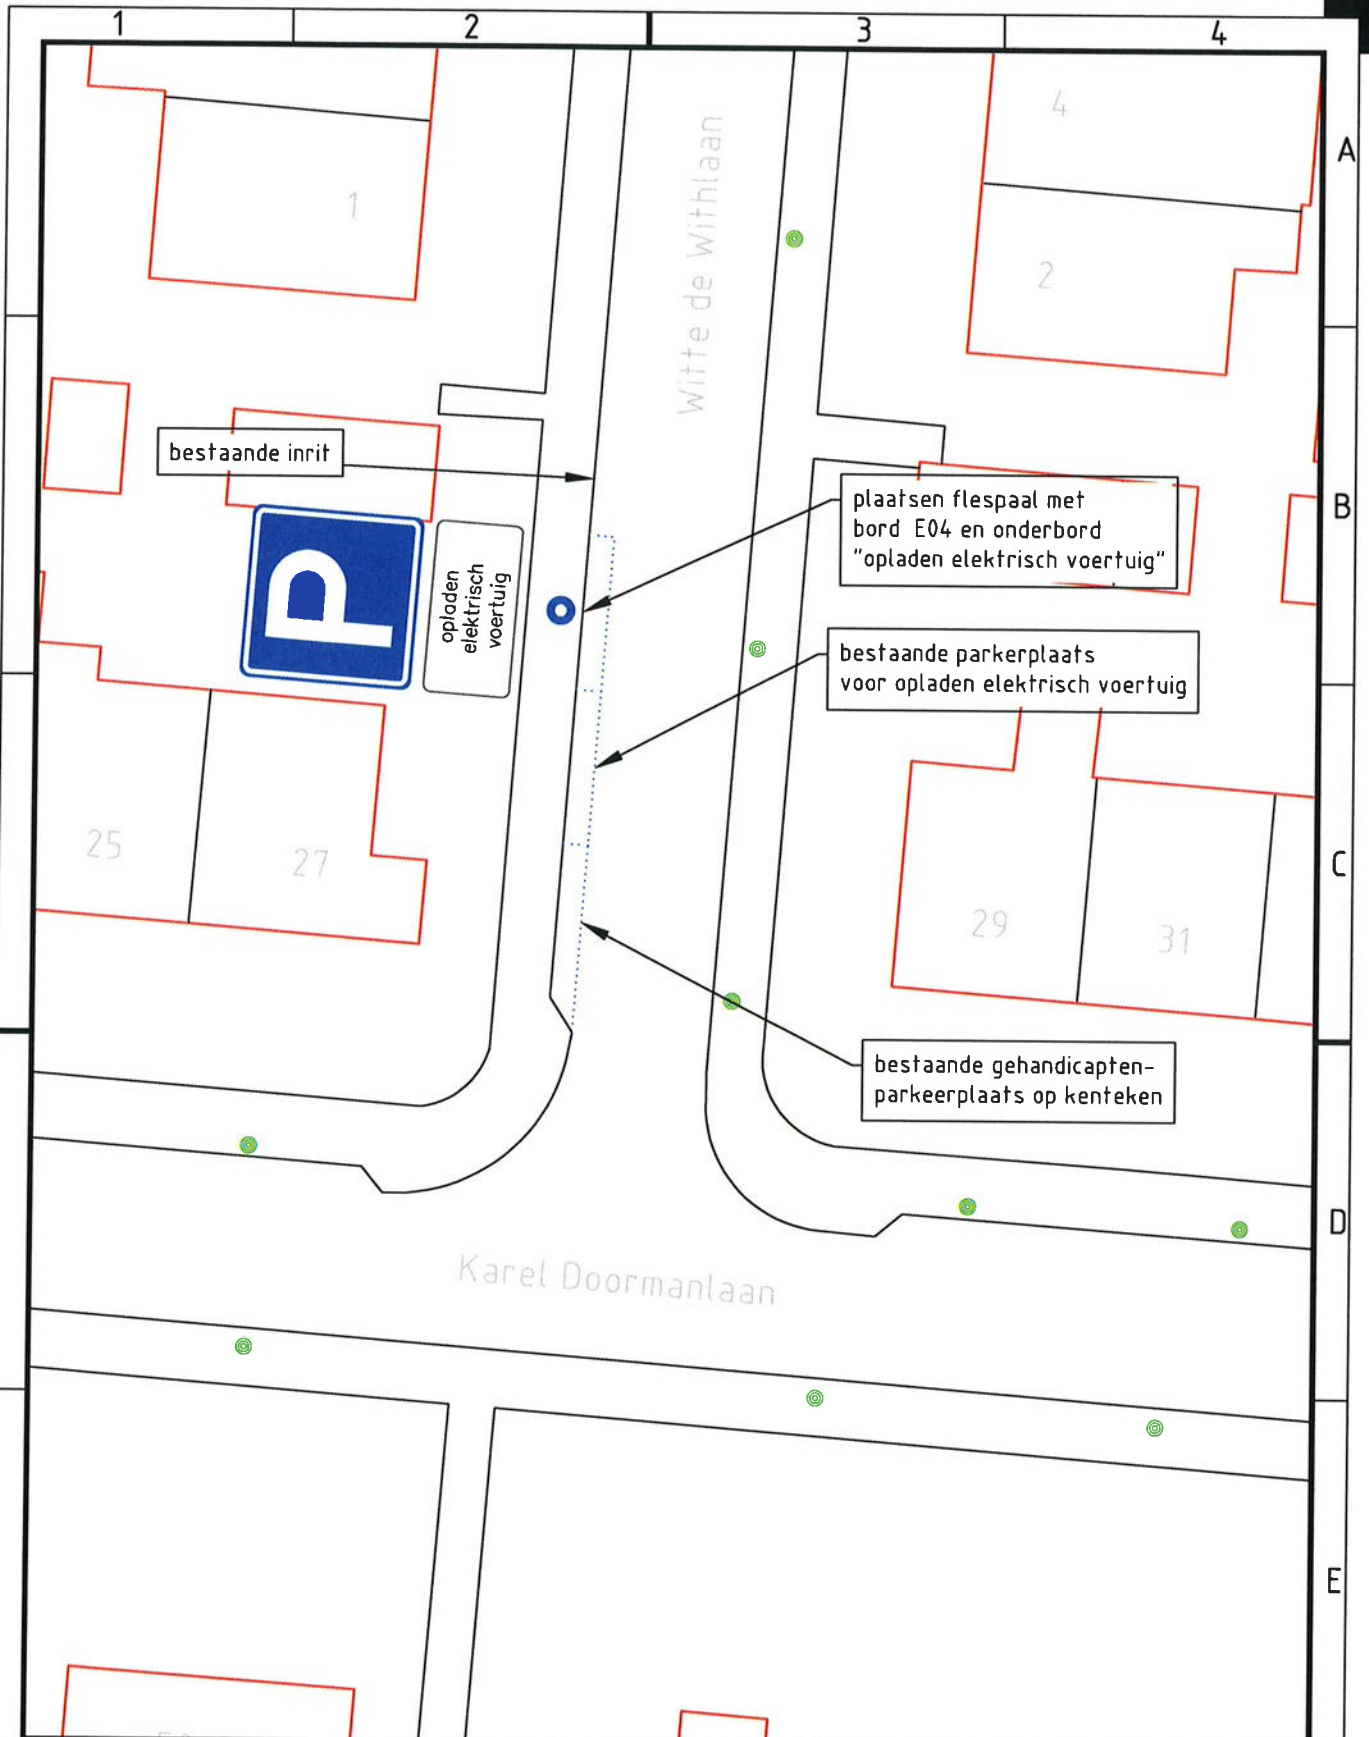 1
2
3
4
A
B
C
D
E
4
1
2
Witte de Withlaan
bestaande inrit
plaatsen flespaal met
bord E04 en onderbord
"opladen elektrisch voertuig"
P
opladen
elektrisch
voertuig
bestaande parkerplaats
voor opladen elektrisch voertuig
25
27
29
31
bestaande gehandicapten-
parkeerplaats op kenteken
Karel Doormanlaan